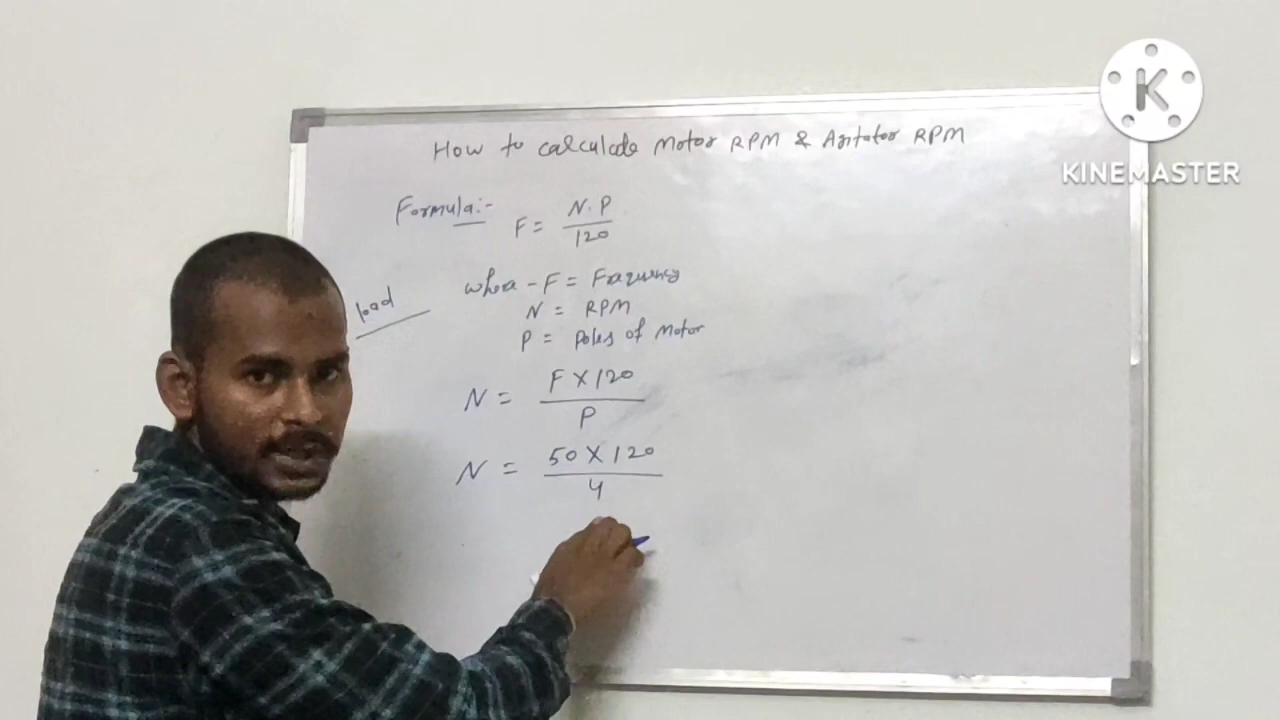 K
KINEMASTER
How to calculate Motor RPM & Agitator RPM
Formula:-
F = N.P / 120
load
where - F = Frequency
N = RPM
P = Poles of Motor
N = F X 120 / P
N = 50 X 120 / 4